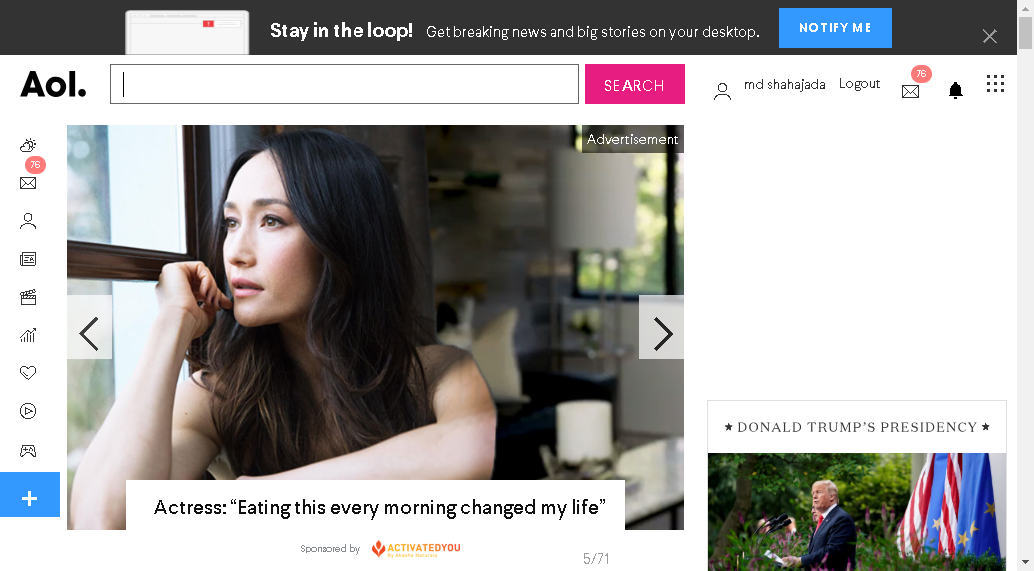 Stay in the loop! Get breaking news and big stories on your desktop. NOTIFY ME
Aol. SEARCH md shahajada Logout 76
76
Advertisement
Actress: “Eating this every morning changed my life”
Sponsored by ACTIVATEDYOU
5/71
★ DONALD TRUMP’S PRESIDENCY ★